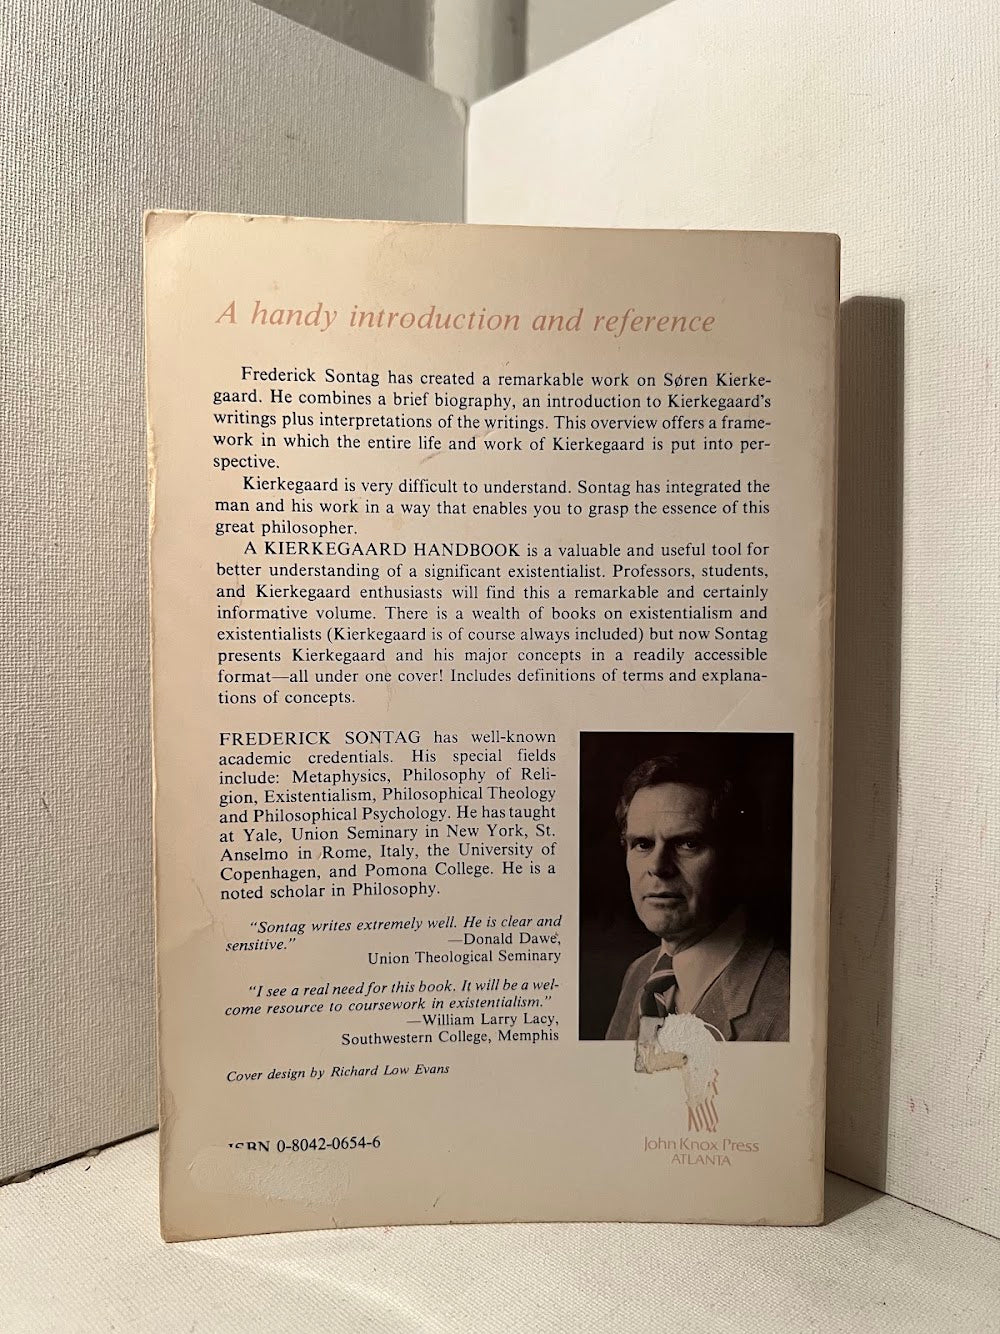 A handy introduction and reference
Frederick Sontag has created a remarkable work on Søren Kierke-
gaard. He combines a brief biography, an introduction to Kierkegaard's
writings plus interpretations of the writings. This overview offers a frame-
work in which the entire life and work of Kierkegaard is put into per-
spective.
Kierkegaard is very difficult to understand. Sontag has integrated the
man and his work in a way that enables you to grasp the essence of this
great philosopher.
A KIERKEGAARD HANDBOOK is a valuable and useful tool for
better understanding of a significant existentialist. Professors, students,
and Kierkegaard enthusiasts will find this a remarkable and certainly
informative volume. There is a wealth of books on existentialism and
existentialists (Kierkegaard is of course always included) but now Sontag
presents Kierkegaard and his major concepts in a readily accessible
format—all under one cover! Includes definitions of terms and explana-
tions of concepts.
FREDERICK SONTAG has well-known
academic credentials. His special fields
include: Metaphysics, Philosophy of Reli-
gion, Existentialism, Philosophical Theology
and Philosophical Psychology. He has taught
at Yale, Union Seminary in New York, St.
Anselmo in Rome, Italy, the University of
Copenhagen, and Pomona College. He is a
noted scholar in Philosophy.
"Sontag writes extremely well. He is clear and
sensitive."
—Donald Dawe,
Union Theological Seminary
"I see a real need for this book. It will be a wel-
come resource to coursework in existentialism."
—William Larry Lacy,
Southwestern College, Memphis
Cover design by Richard Low Evans
ISBN 0-8042-0654-6
John Knox Press
ATLANTA